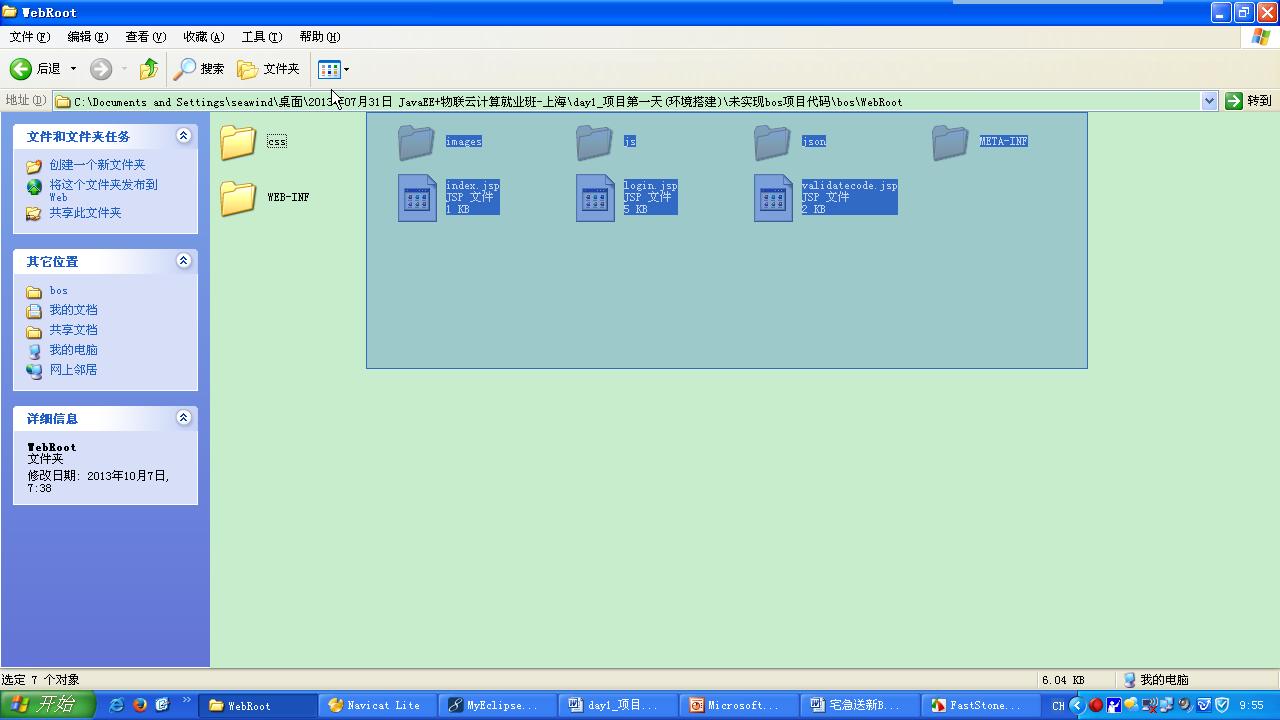 WebRoot
文件(F) 编辑(E) 查看(V) 收藏(A) 工具(T) 帮助(H)
后退 搜索 文件夹
地址(D) C:\Documents and Settings\seawind\桌面\2013年07月31日 JavaEE+物联云计算就业班-上海\day1_项目第一天(环境搭建)\未实现bos项目代码\bos\WebRoot 转到
文件和文件夹任务
创建一个新文件夹
将这个文件夹发布到
Web
共享此文件夹
其它位置
bos
我的文档
共享文档
我的电脑
网上邻居
详细信息
WebRoot
文件夹
修改日期: 2013年10月7日,
7:38
css
images
js
json
META-INF
WEB-INF
index.jsp
JSP 文件
1 KB
login.jsp
JSP 文件
5 KB
validatecode.jsp
JSP 文件
2 KB
选定 7 个对象 6.04 KB 我的电脑
开始 WebRoot Navicat Lite MyEclipse... day1_项目... Microsoft... 宅急送新B... FastStone... CH 9:55